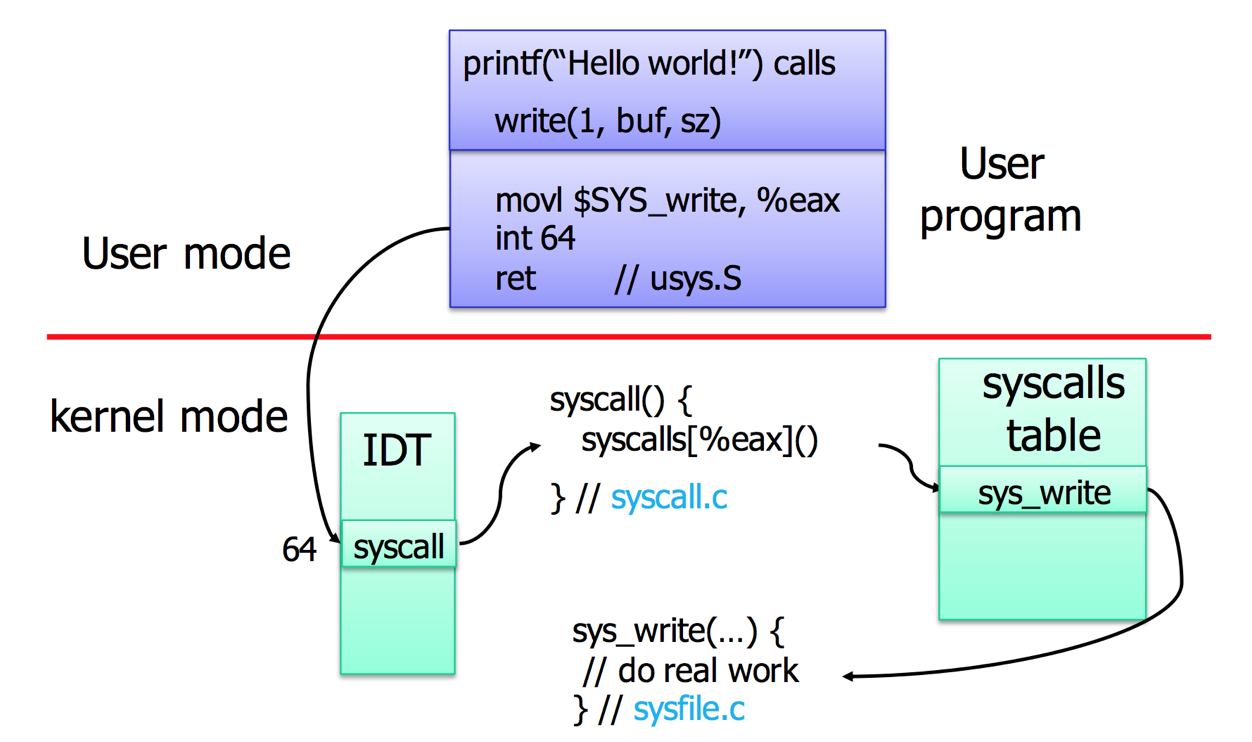 printf(“Hello world!”) calls
write(1, buf, sz)
movl $SYS_write, %eax
int 64
ret // usys.S
User
program
User mode
kernel mode
IDT
64
syscall
syscall() {
syscalls[%eax]()
} // syscall.c
syscalls
table
sys_write
sys_write(...) {
// do real work
} // sysfile.c